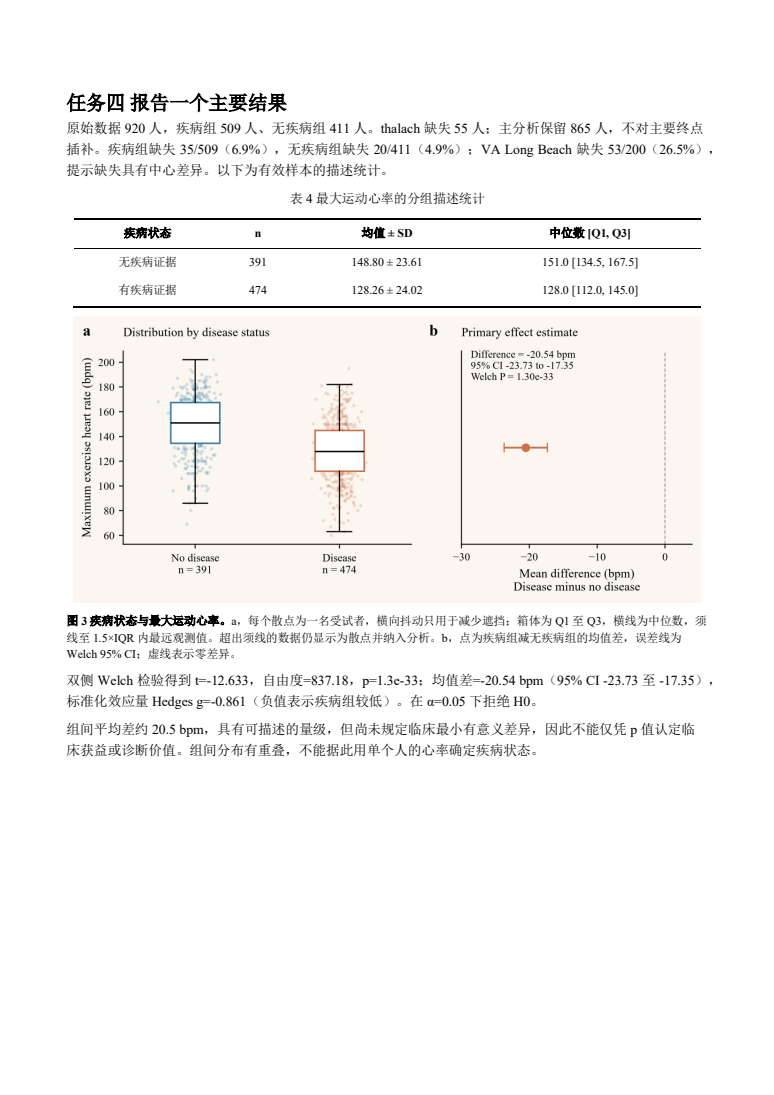 任务四 报告一个主要结果
原始数据 920 人，疾病组 509 人、无疾病组 411 人。thalach 缺失 55 人；主分析保留 865 人，不对主要终点
插补。疾病组缺失 35/509（6.9%），无疾病组缺失 20/411（4.9%）；VA Long Beach 缺失 53/200（26.5%），
提示缺失具有中心差异。以下为有效样本的描述统计。
表 4 最大运动心率的分组描述统计
疾病状态 n 均值 ± SD 中位数 [Q1, Q3]
无疾病证据 391 148.80 ± 23.61 151.0 [134.5, 167.5]
有疾病证据 474 128.26 ± 24.02 128.0 [112.0, 145.0]
a Distribution by disease status
Maximum exercise heart rate (bpm)
200
180
160
140
120
100
80
60
No disease
n = 391
Disease
n = 474
b Primary effect estimate
Difference = -20.54 bpm
95% CI -23.73 to -17.35
Welch P = 1.30e-33
−30 −20 −10 0
Mean difference (bpm)
Disease minus no disease
图 3 疾病状态与最大运动心率。a，每个散点为一名受试者，横向抖动只用于减少遮挡；箱体为 Q1 至 Q3，横线为中位数，须
线至 1.5×IQR 内最远观测值。超出须线的数据仍显示为散点并纳入分析。b，点为疾病组减无疾病组的均值差，误差线为
Welch 95% CI；虚线表示零差异。
双侧 Welch 检验得到 t=-12.633，自由度=837.18，p=1.3e-33；均值差=-20.54 bpm（95% CI -23.73 至 -17.35），
标准化效应量 Hedges g=-0.861（负值表示疾病组较低）。在 α=0.05 下拒绝 H0。
组间平均差约 20.5 bpm，具有可描述的量级，但尚未规定临床最小有意义差异，因此不能仅凭 p 值认定临
床获益或诊断价值。组间分布有重叠，不能据此用单个人的心率确定疾病状态。